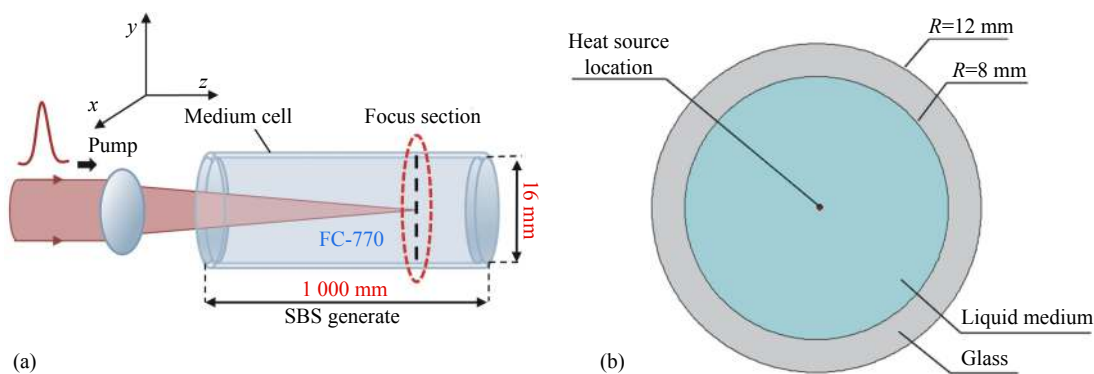 y
z
x
Pump
Medium cell
Focus section
FC-770
16 mm
1 000 mm
SBS generate
(a)
Heat source
location
R=12 mm
R=8 mm
Liquid medium
Glass
(b)